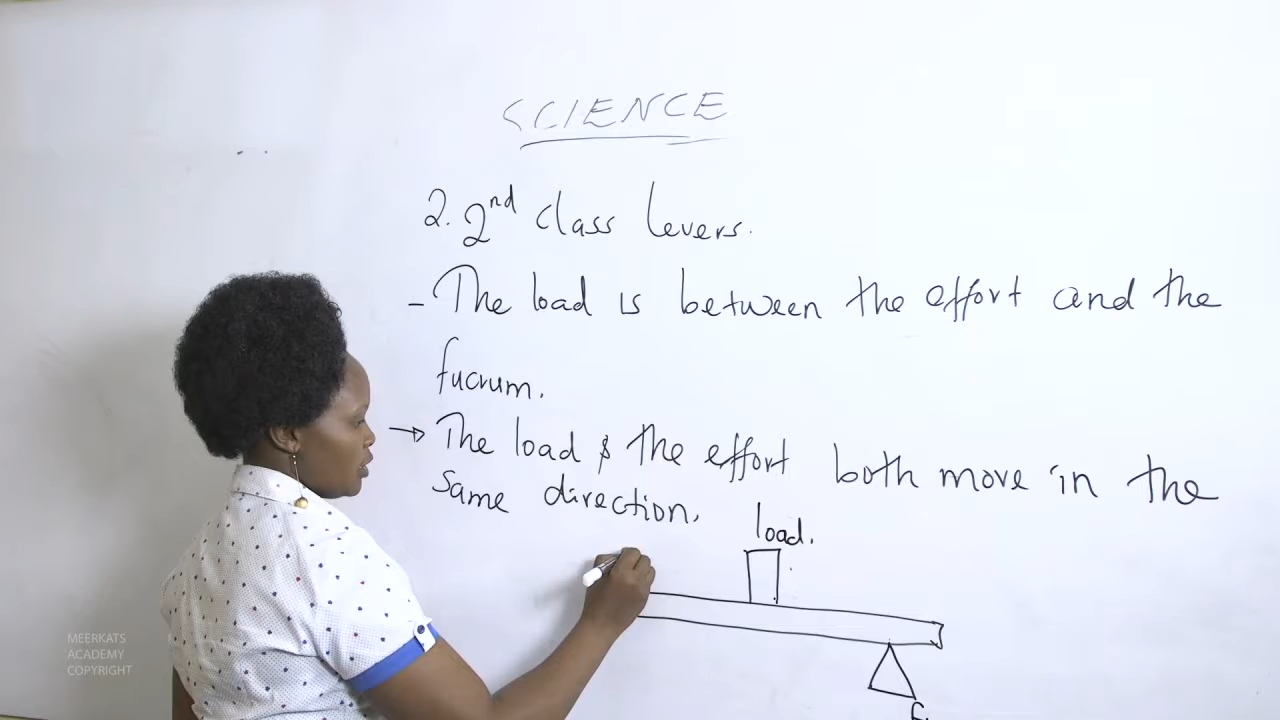 SCIENCE
2. 2nd class levers.
- The load is between the effort and the
fucrum.
→ The load & the effort both move in the
same direction.
load.
MEERKATS
ACADEMY
COPYRIGHT